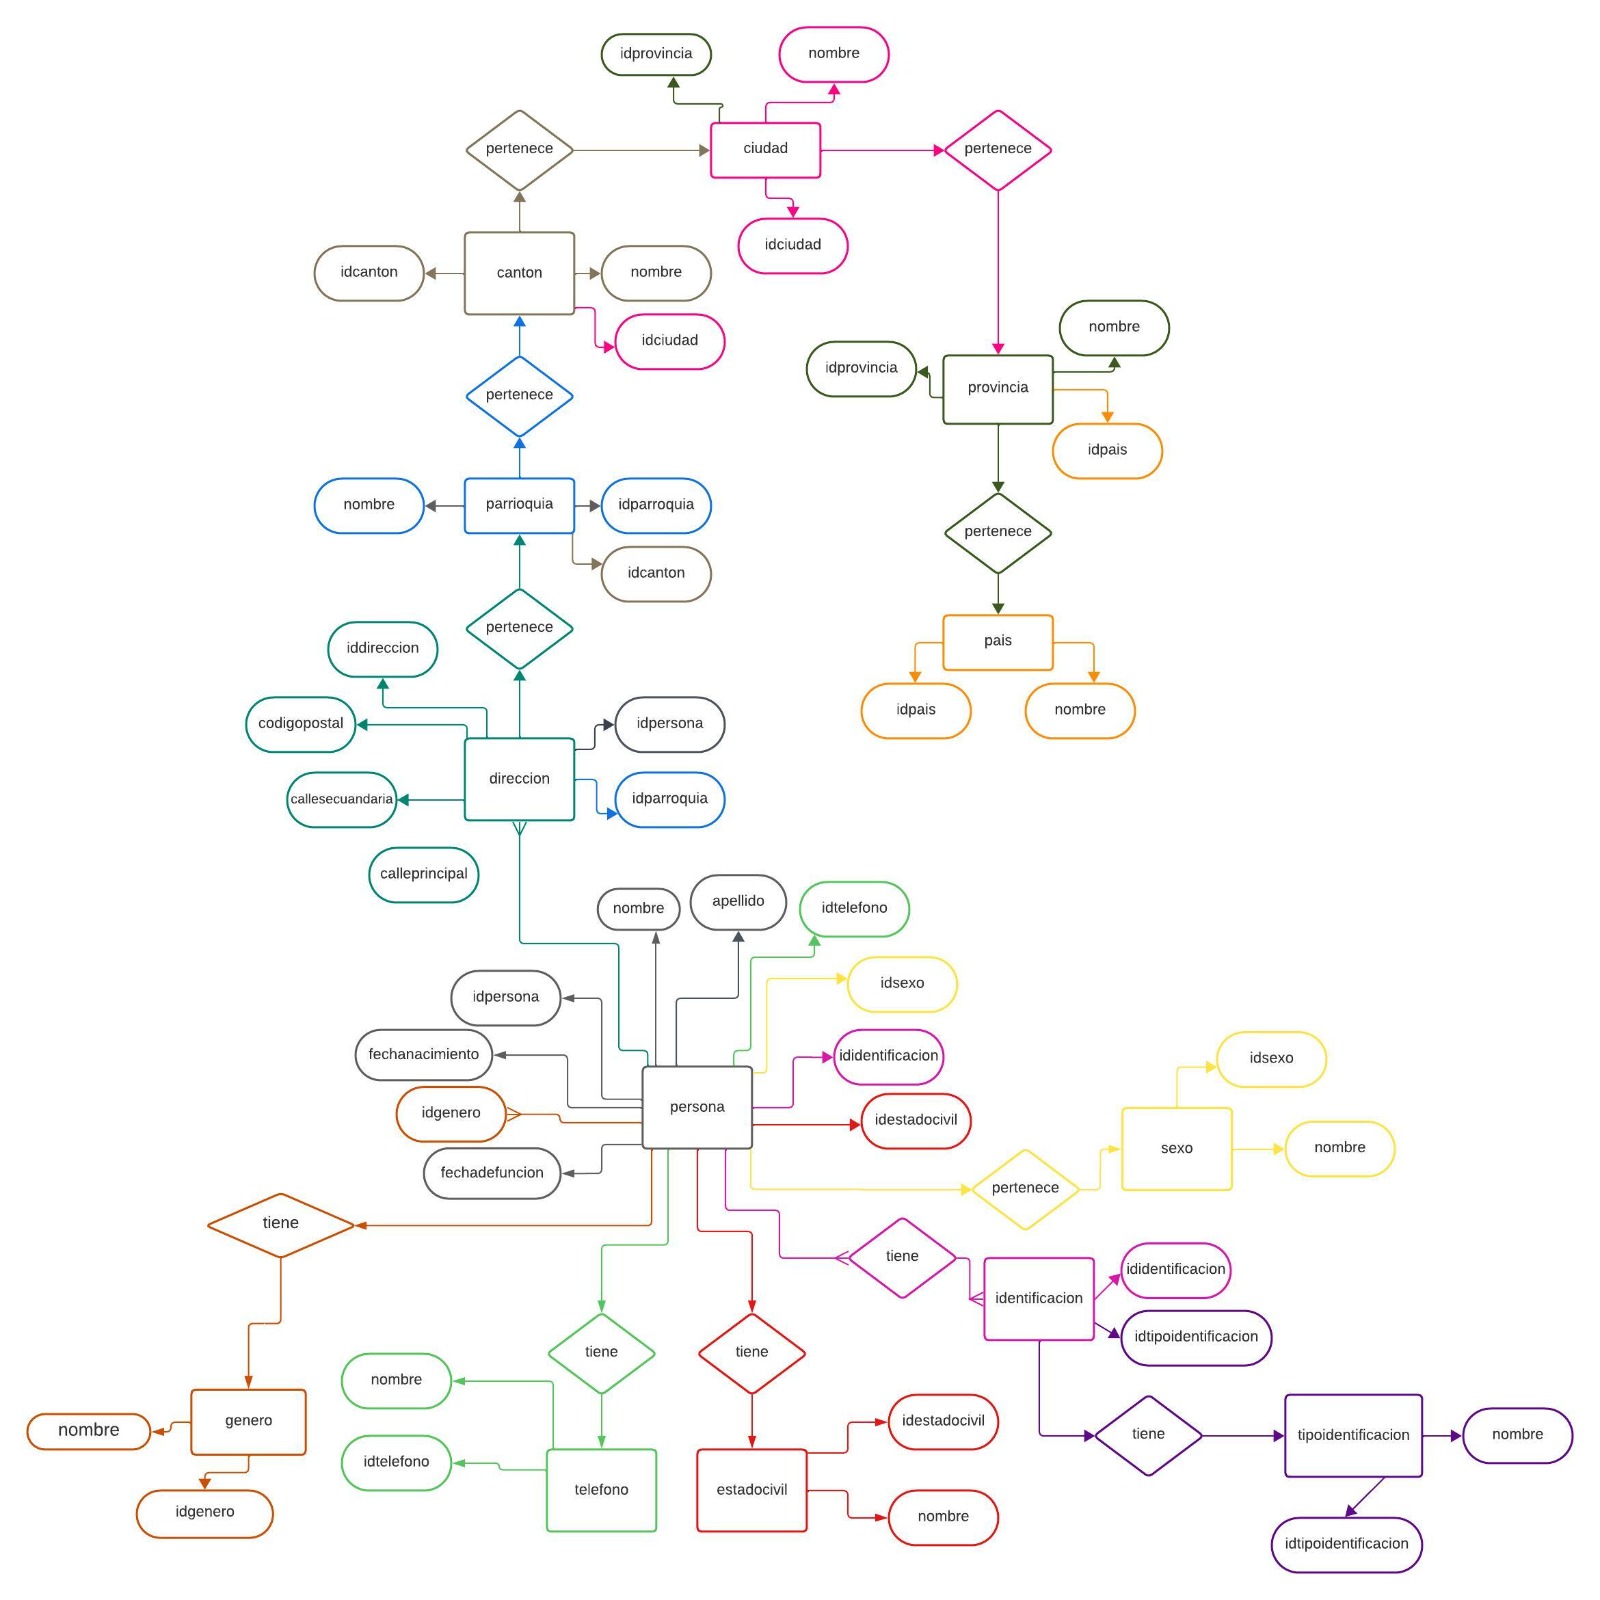 idprovincia
nombre
pertenece
ciudad
pertenece
idciudad
idcanton
canton
nombre
idciudad
nombre
idprovincia
provincia
pertenece
idpais
nombre
parrioquia
idparroquia
pertenece
idcanton
pertenece
pais
iddireccion
idpais
nombre
codigopostal
idpersona
direccion
callesecuandaria
idparroquia
calleprincipal
nombre
apellido
idtelefono
idsexo
idpersona
fechanacimiento
ididentificacion
idsexo
idgenero
persona
idestadocivil
sexo
nombre
fechadefuncion
pertenece
tiene
tiene
identificacion
ididentificacion
idtipoidentificacion
tiene
tiene
nombre
genero
nombre
idestadocivil
tiene
tipoidentificacion
nombre
idtelefono
telefono
estadocivil
idgenero
nombre
idtipoidentificacion